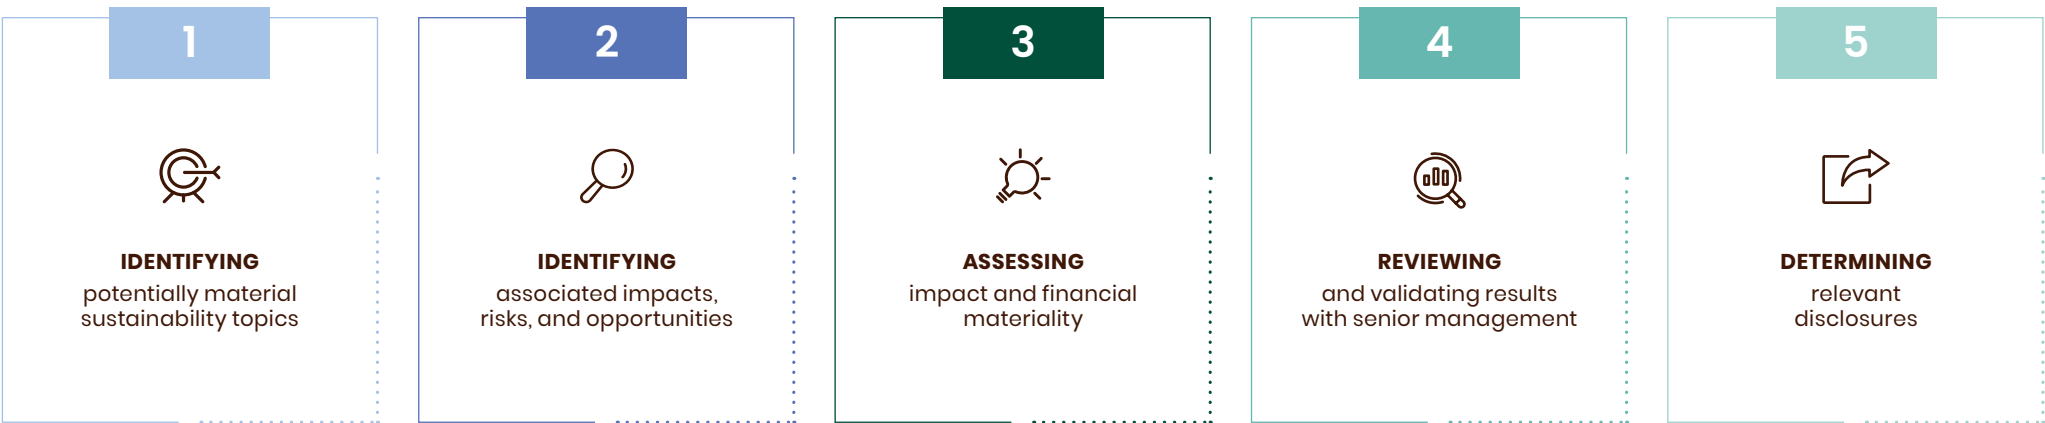 1
IDENTIFYING
potentially material
sustainability topics
2
IDENTIFYING
associated impacts,
risks, and opportunities
3
ASSESSING
impact and financial
materiality
4
REVIEWING
and validating results
with senior management
5
DETERMINING
relevant
disclosures